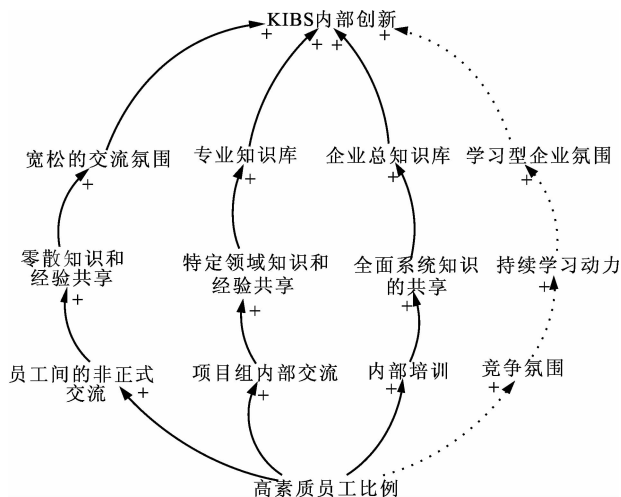 KIBS内部创新
+ + + +
宽松的交流氛围 专业知识库 企业总知识库 学习型企业氛围
+ + + +
零散知识和 特定领域知识和 全面系统知识 持续学习动力
经验共享 经验共享 的共享
+ + + +
员工间的非正式 项目组内部交流 内部培训 竞争氛围
交流
+ + + +
高素质员工比例